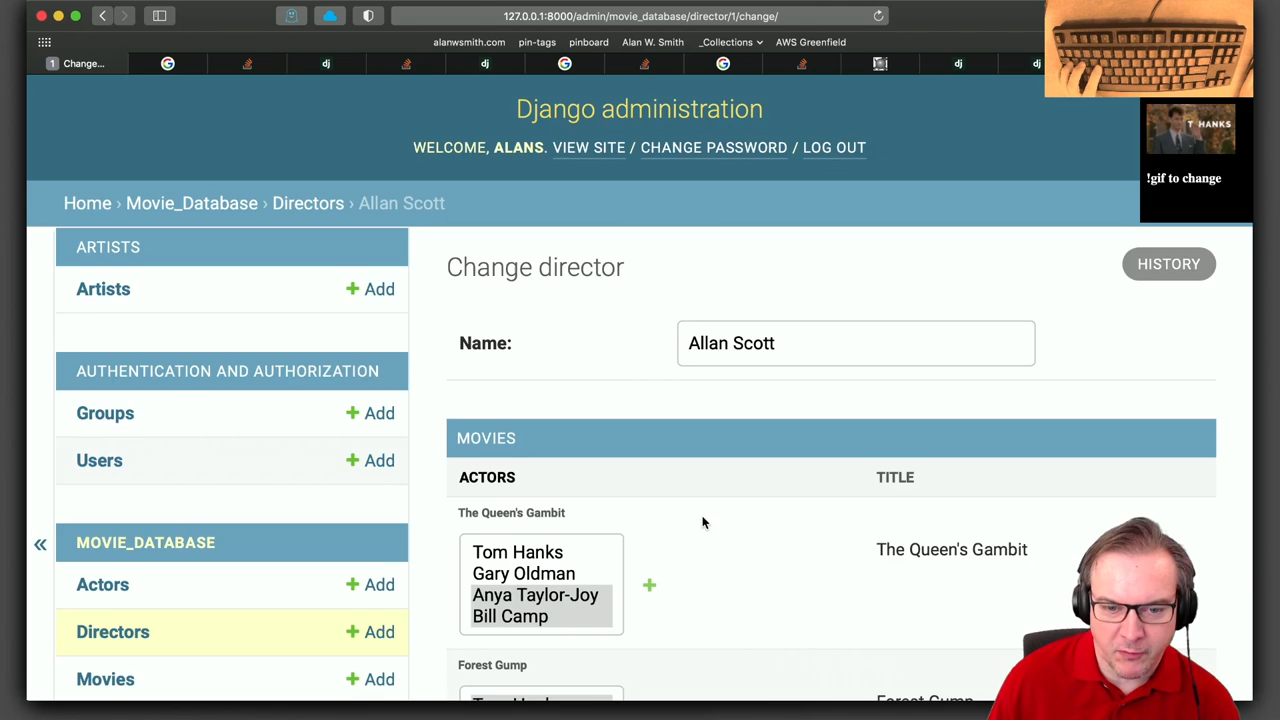 127.0.0.1:8000/admin/movie_database/director/1/change/
alanwsmith.com pin-tags pinboard Alan W. Smith _Collections AWS Greenfield
1 Change...
dj dj dj dj
Django administration
WELCOME, ALANS. VIEW SITE / CHANGE PASSWORD / LOG OUT
T HANKS
!gif to change
Home › Movie_Database › Directors › Allan Scott
ARTISTS
Artists + Add
AUTHENTICATION AND AUTHORIZATION
Groups + Add
Users + Add
«
MOVIE_DATABASE
Actors + Add
Directors + Add
Movies + Add
Change director
HISTORY
Name: Allan Scott
MOVIES
ACTORS TITLE
The Queen's Gambit
Tom Hanks
Gary Oldman
Anya Taylor-Joy
Bill Camp
+
The Queen's Gambit
Forest Gump
Forest Gump